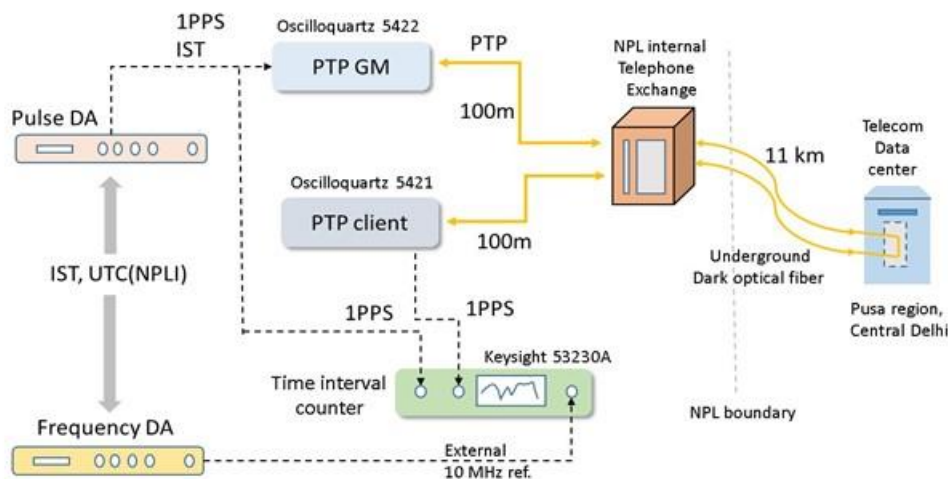 1PPS
IST
Oscilloquartz 5422
PTP GM
PTP
100m
NPL internal
Telephone
Exchange
Pulse DA
11 km
Telecom
Data
center
Oscilloquartz 5421
PTP client
100m
IST, UTC(NPLI)
Underground
Dark optical fiber
Pusa region,
Central Delhi
1PPS
1PPS
Keysight 53230A
Time interval
counter
NPL boundary
Frequency DA
External
10 MHz ref.